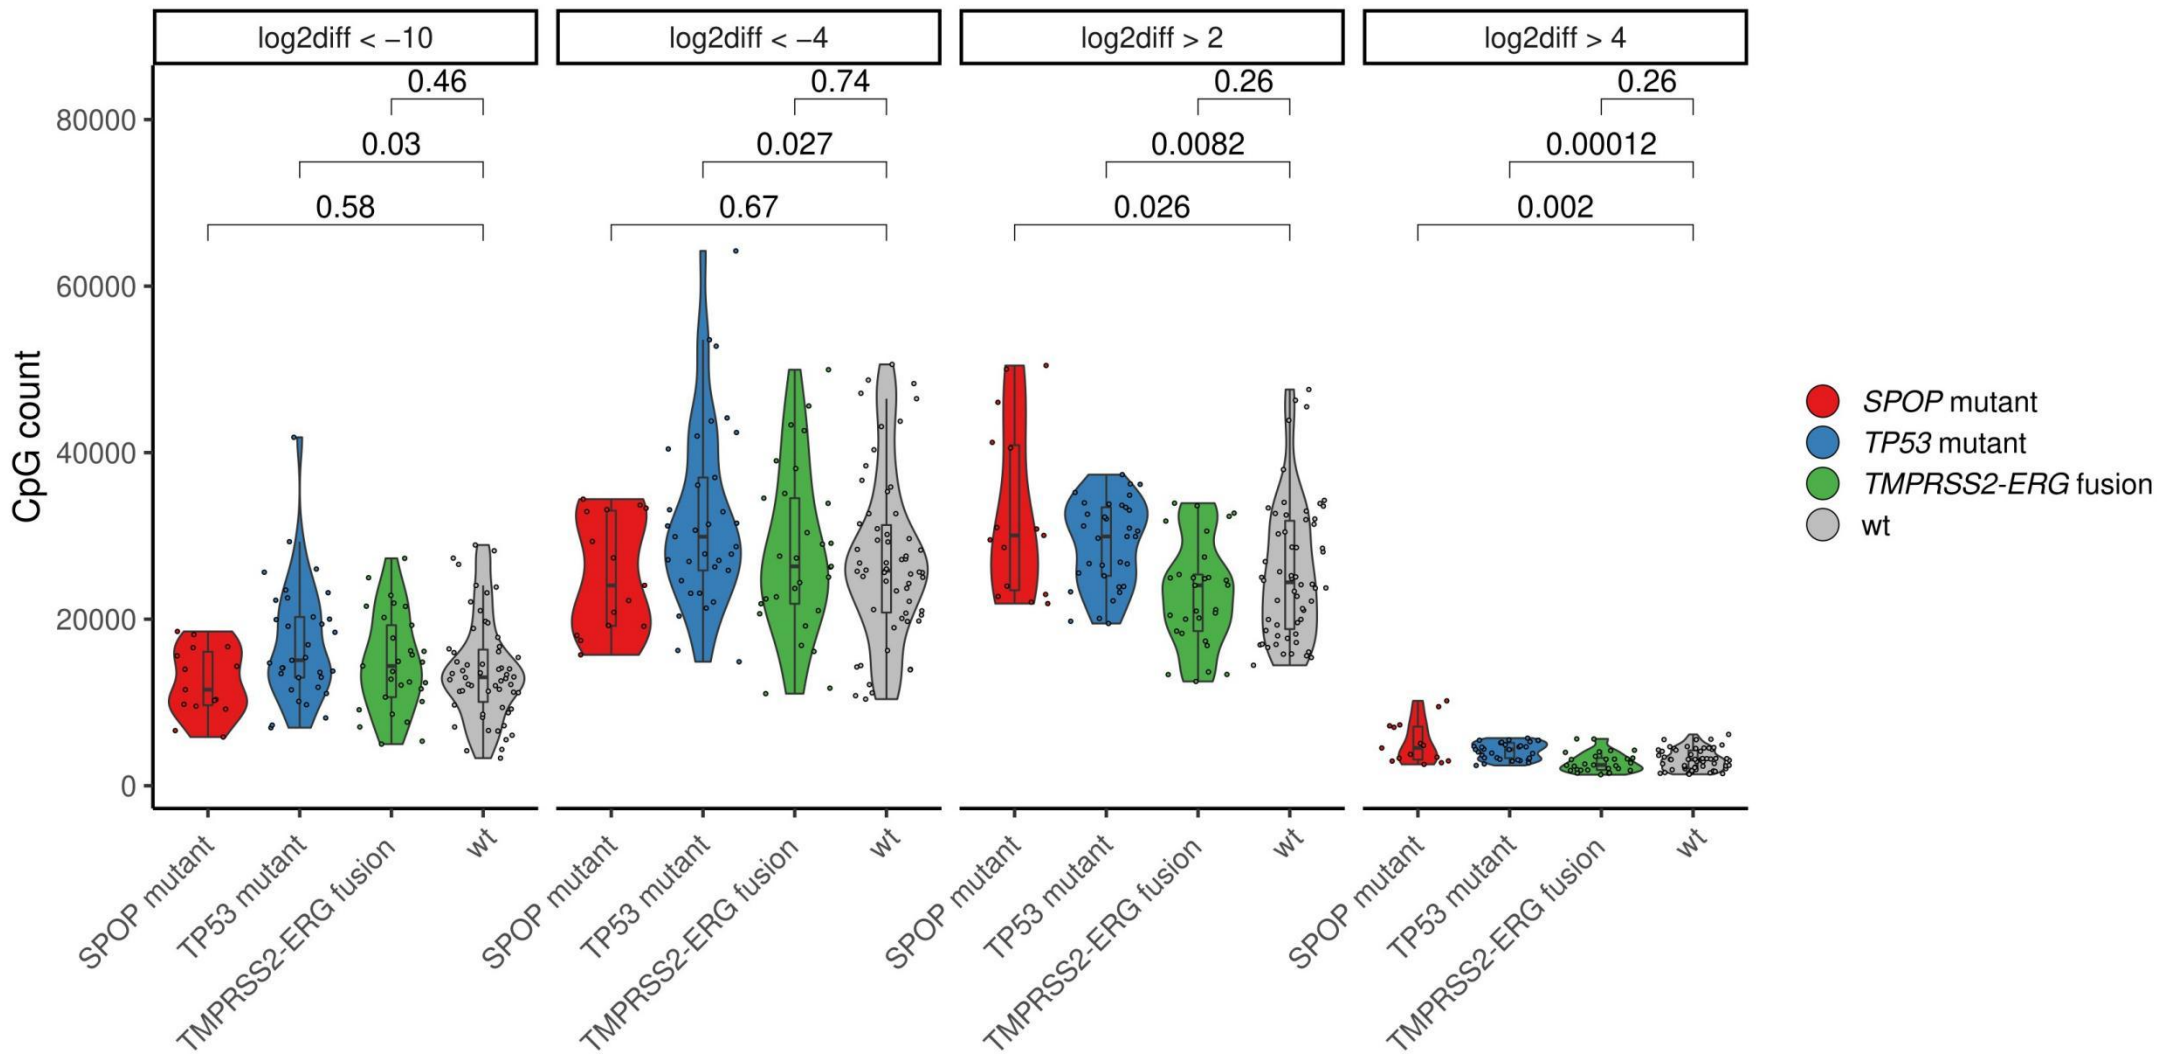 log2diff < −10
log2diff < −4
log2diff > 2
log2diff > 4
0.46
0.74
0.26
0.26
80000
0.03
0.027
0.0082
0.00012
0.58
0.67
0.026
0.002
60000
40000
20000
0
CpG count
SPOP mutant
TP53 mutant
TMPRSS2-ERG fusion
wt
SPOP mutant
TP53 mutant
TMPRSS2-ERG fusion
wt
SPOP mutant
TP53 mutant
TMPRSS2-ERG fusion
wt
SPOP mutant
TP53 mutant
TMPRSS2-ERG fusion
wt
SPOP mutant
TP53 mutant
TMPRSS2-ERG fusion
wt